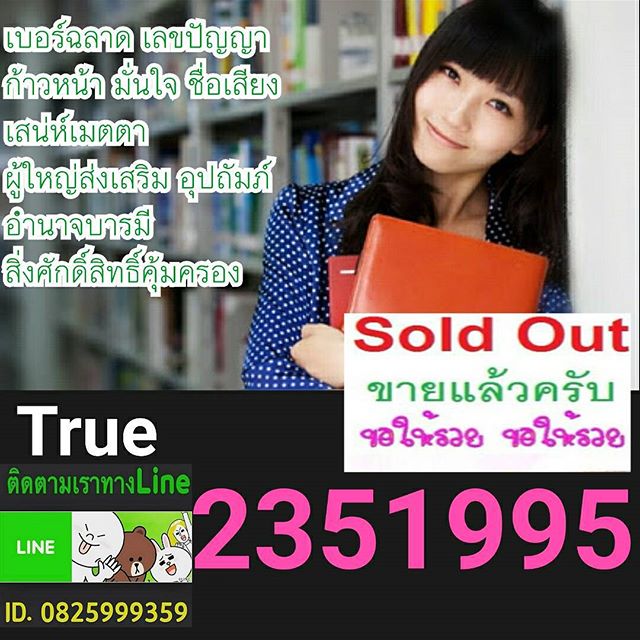 เบอร์ฉลาด เลขปัญญา
ก้าวหน้า มั่นใจ ชื่อเสียง
เสน่ห์เมตตา
ผู้ใหญ่ส่งเสริม อุปถัมภ์
อำนาจบารมี
สิ่งศักดิ์สิทธิ์คุ้มครอง
Sold Out
ขายแล้วครับ
ขอให้รวย ขอให้รวย
True
ติดตามเราทางLine
LINE
2351995
ID. 0825999359